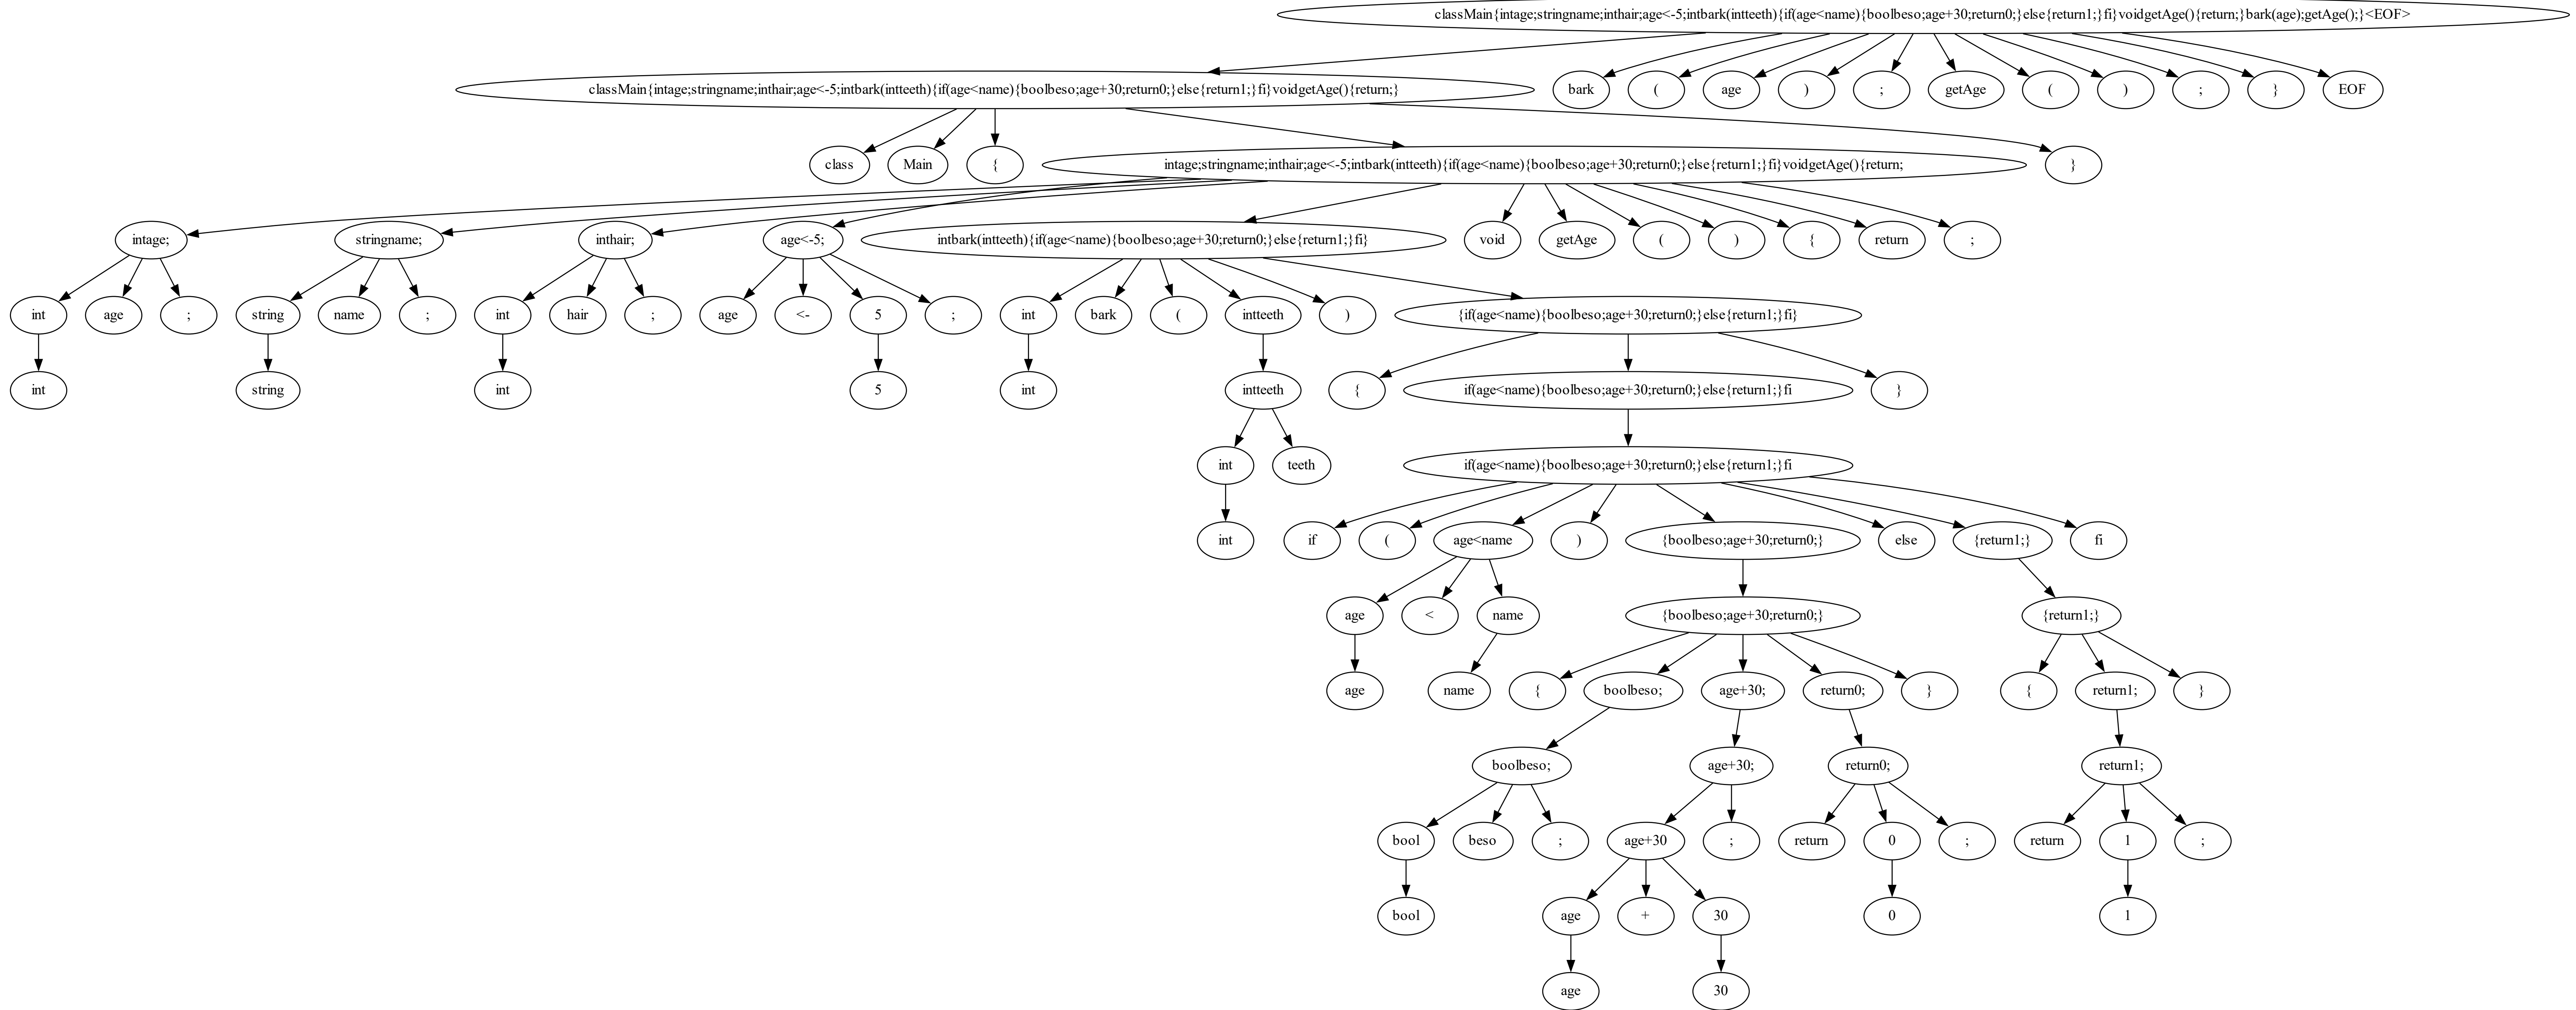 classMain{intage;stringname;inthair;age<-5;intbark(intteeth){if(age<name){boolbeso;age+30;return0;}else{return1;}fi}voidgetAge(){return;}bark(age);getAge();}<EOF>
classMain{intage;stringname;inthair;age<-5;intbark(intteeth){if(age<name){boolbeso;age+30;return0;}else{return1;}fi}voidgetAge(){return;} bark ( age ) ; getAge ( ) ; } EOF
class Main { intage;stringname;inthair;age<-5;intbark(intteeth){if(age<name){boolbeso;age+30;return0;}else{return1;}fi}voidgetAge(){return; }
intage; stringname; inthair; age<-5; intbark(intteeth){if(age<name){boolbeso;age+30;return0;}else{return1;}fi} void getAge ( ) { return ;
int age ; string name ; int hair ; age <- 5 ; int bark ( intteeth ) {if(age<name){boolbeso;age+30;return0;}else{return1;}fi}
int string int 5 int intteeth { if(age<name){boolbeso;age+30;return0;}else{return1;}fi }
int teeth if(age<name){boolbeso;age+30;return0;}else{return1;}fi
int if ( age<name ) {boolbeso;age+30;return0;} else {return1;} fi
age < name {boolbeso;age+30;return0;} {return1;}
age name { boolbeso; age+30; return0; } { return1; }
boolbeso; age+30; return0; return1;
bool beso ; age+30 ; return 0 ; return 1 ;
bool age + 30 0 1
age 30